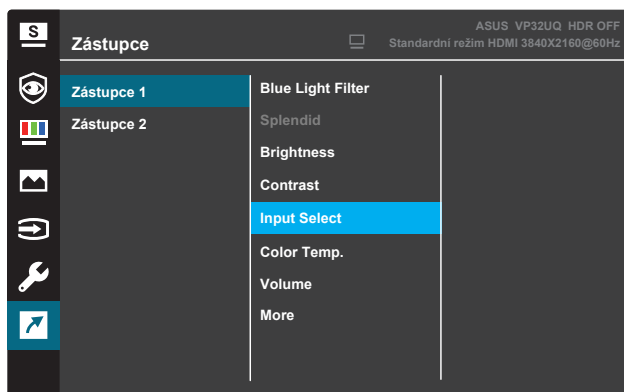 S
ASUS VP32UQ HDR OFF
Zástupce
Standardni režim HDMI 3840X2160@60Hz
Zástupce 1
Zástupce 2
Blue Light Filter
Splendid
Brightness
Contrast
Input Select
Color Temp.
Volume
More